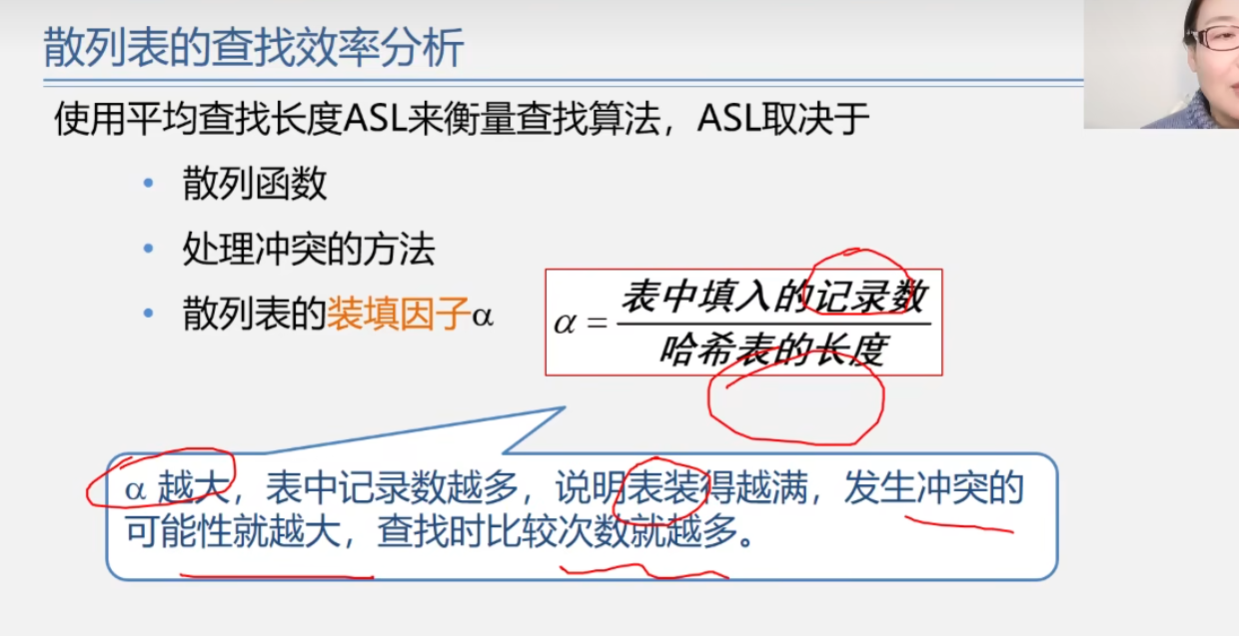 散列表的查找效率分析
使用平均查找长度ASL来衡量查找算法，ASL取决于
• 散列函数
• 处理冲突的方法
• 散列表的装填因子α
α = 表中填入的记录数
哈希表的长度
α 越大，表中记录数越多，说明表装得越满，发生冲突的
可能性就越大，查找时比较次数就越多。